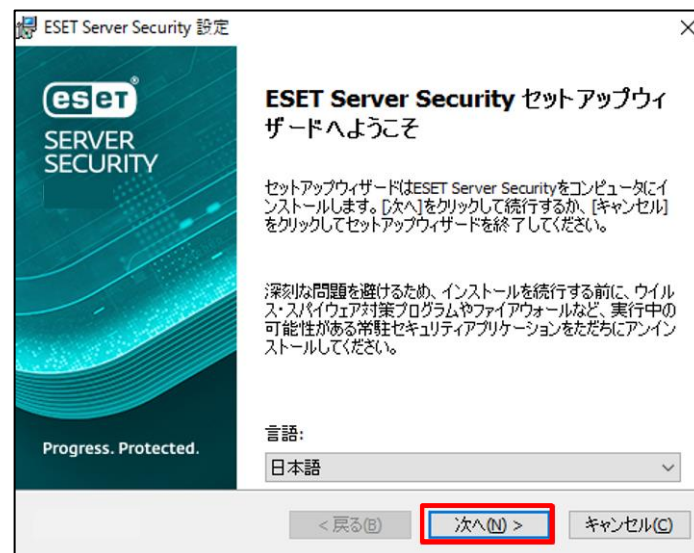 ESET Server Security 設定
eset
SERVER
SECURITY
Progress. Protected.
ESET Server Security セットアップウィ
ザードへようこそ
セットアップウィザードはESET Server Securityをコンピュータにイ
ンストールします。[次へ]をクリックして続行するか、[キャンセル]
をクリックしてセットアップウィザードを終了してください。
深刻な問題を避けるため、インストールを続行する前に、ウイル
ス・スパイウェア対策プログラムやファイアウォールなど、実行中の
可能性がある常駐セキュリティアプリケーションをただちにアンイン
ストールしてください。
言語:
日本語
< 戻る(B)
次へ(N) >
キャンセル(C)